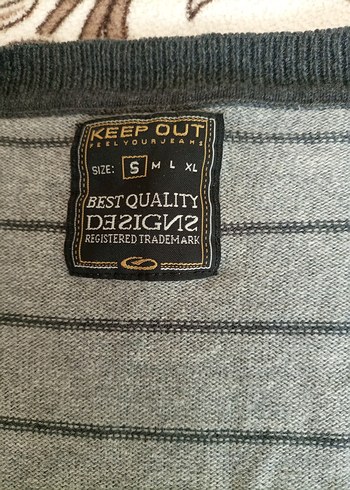 KEEP OUT
FEEL YOUR JEANS
SIZE: S M L XL
BEST QUALITY
DESIGNS
REGISTERED TRADEMARK